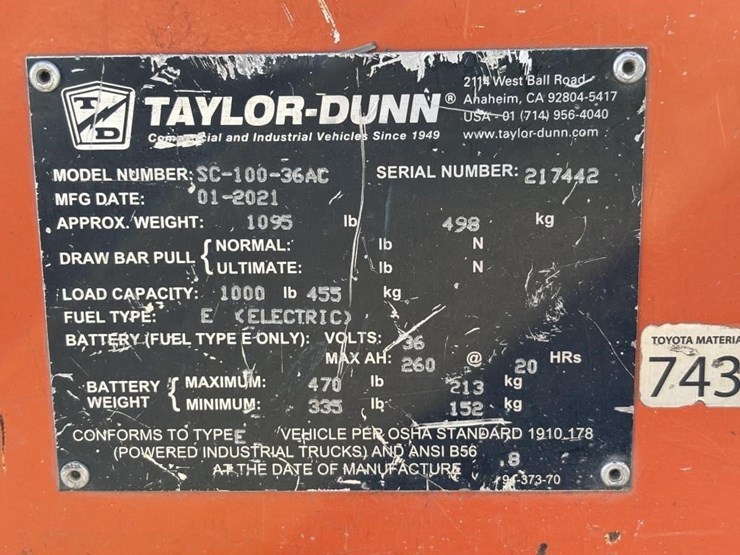 TD
TAYLOR-DUNN®
Commercial and Industrial Vehicles Since 1949
2114 West Ball Road
Anaheim, CA 92804-5417
USA - 01 (714) 956-4040
www.taylor-dunn.com
MODEL NUMBER: SC-100-36AC SERIAL NUMBER: 217442
MFG DATE: 01-2021
APPROX. WEIGHT: 1095 lb 498 kg
DRAW BAR PULL { NORMAL: lb N
ULTIMATE: lb N
LOAD CAPACITY: 1000 lb 455 kg
FUEL TYPE: E (ELECTRIC)
BATTERY (FUEL TYPE E ONLY): VOLTS: 36
MAX AH: 260 @ 20 HRs
BATTERY WEIGHT { MAXIMUM: 470 lb 213 kg
MINIMUM: 335 lb 152 kg
CONFORMS TO TYPE E VEHICLE PER OSHA STANDARD 1910.178
(POWERED INDUSTRIAL TRUCKS) AND ANSI B56 .8
AT THE DATE OF MANUFACTURE
94-373-70
TOYOTA MATERIA
743